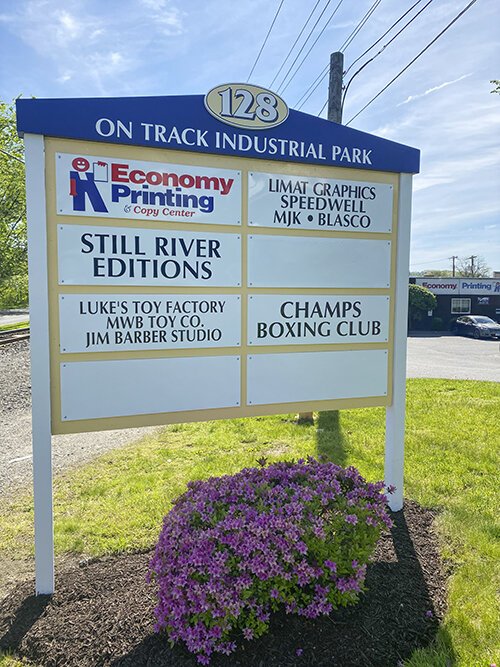 128
ON TRACK INDUSTRIAL PARK
Economy
Printing
& Copy Center
LIMAT GRAPHICS
SPEEDWELL
MJK • BLASCO
STILL RIVER
EDITIONS
LUKE'S TOY FACTORY
MWB TOY CO.
JIM BARBER STUDIO
CHAMPS
BOXING CLUB
Economy Printing